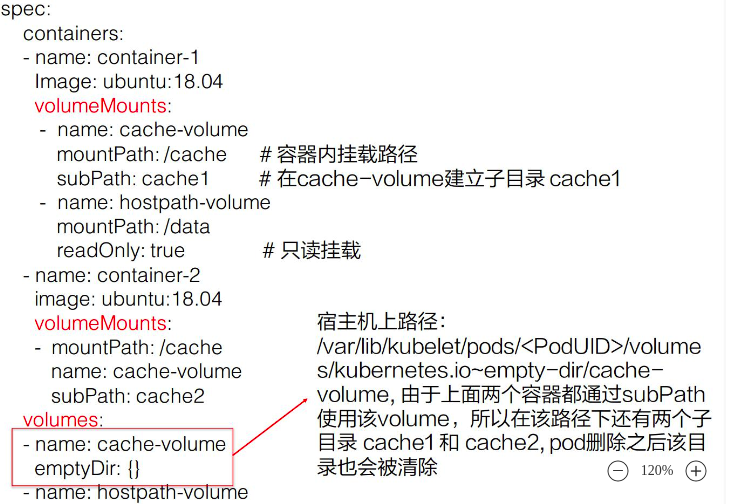 spec:
containers:
- name: container-1
Image: ubuntu:18.04
volumeMounts:
- name: cache-volume
mountPath: /cache # 容器内挂载路径
subPath: cache1 # 在cache-volume建立子目录 cache1
- name: hostpath-volume
mountPath: /data
readOnly: true # 只读挂载
- name: container-2
image: ubuntu:18.04
volumeMounts:
- mountPath: /cache
name: cache-volume
subPath: cache2
volumes:
- name: cache-volume
emptyDir: {}
- name: hostpath-volume
宿主机上路径：
/var/lib/kubelet/pods/<PodUID>/volume
s/kubernetes.io~empty-dir/cache-
volume, 由于上面两个容器都通过subPath
使用该volume，所以在该路径下还有两个子
目录 cache1 和 cache2, pod删除之后该目
录也会被清除
120%